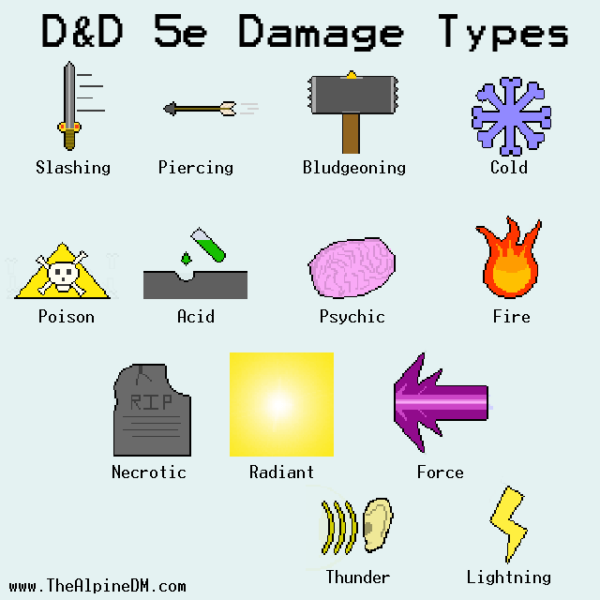 D&D 5e Damage Types
Slashing Piercing Bludgeoning Cold
Poison Acid Psychic Fire
RIP
Necrotic Radiant Force
Thunder Lightning
www.TheAlpineDM.com